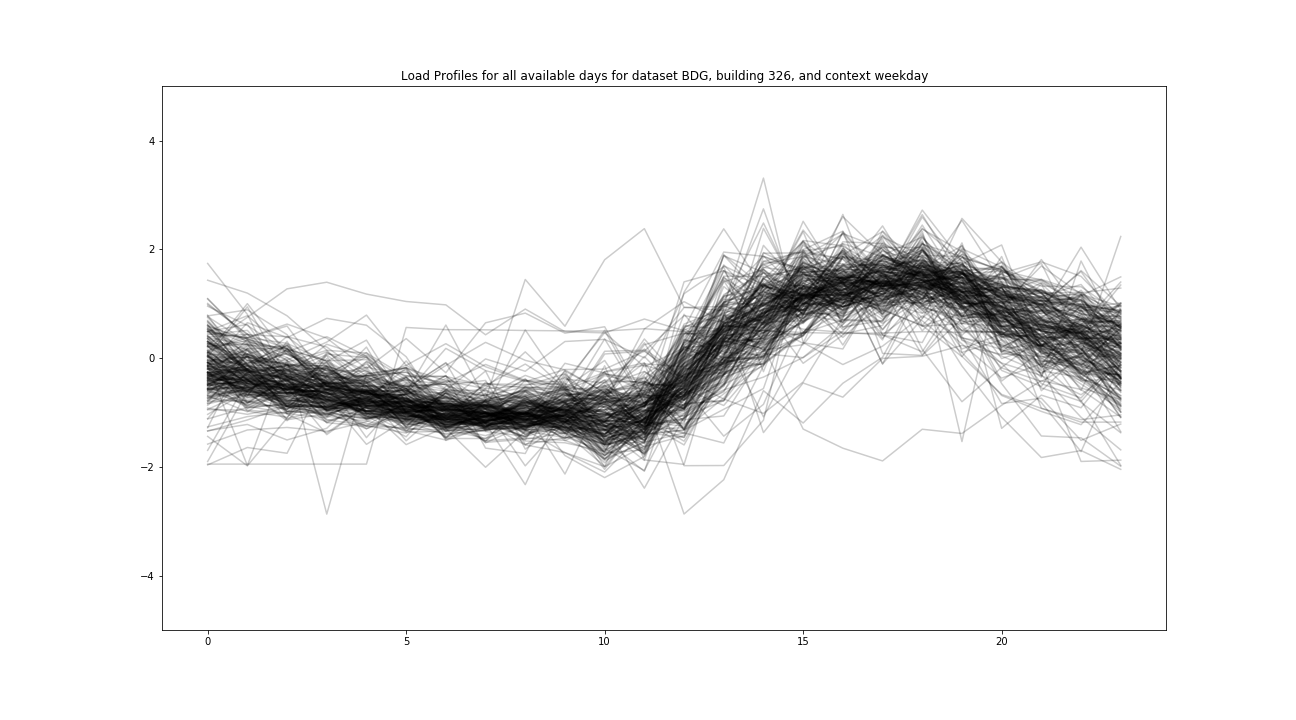 Load Profiles for all available days for dataset BDG, building 326, and context weekday
4
2
0
−2
−4
0 5 10 15 20